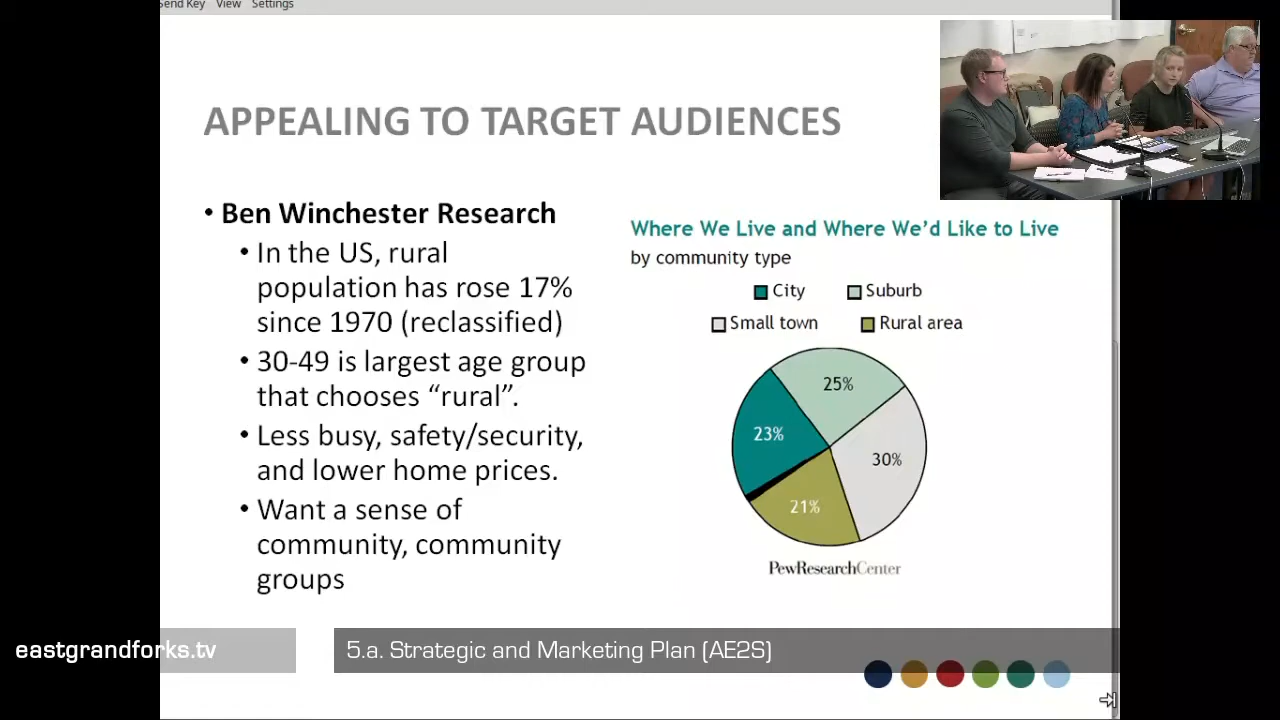 Send Key View Settings
APPEALING TO TARGET AUDIENCES
• Ben Winchester Research
• In the US, rural
population has rose 17%
since 1970 (reclassified)
• 30-49 is largest age group
that chooses “rural”.
• Less busy, safety/security,
and lower home prices.
• Want a sense of
community, community
groups
Where We Live and Where We’d Like to Live
by community type
City Suburb
Small town Rural area
25%
23%
30%
21%
PewResearchCenter
eastgrandforks.tv
5.a. Strategic and Marketing Plan (AE2S)